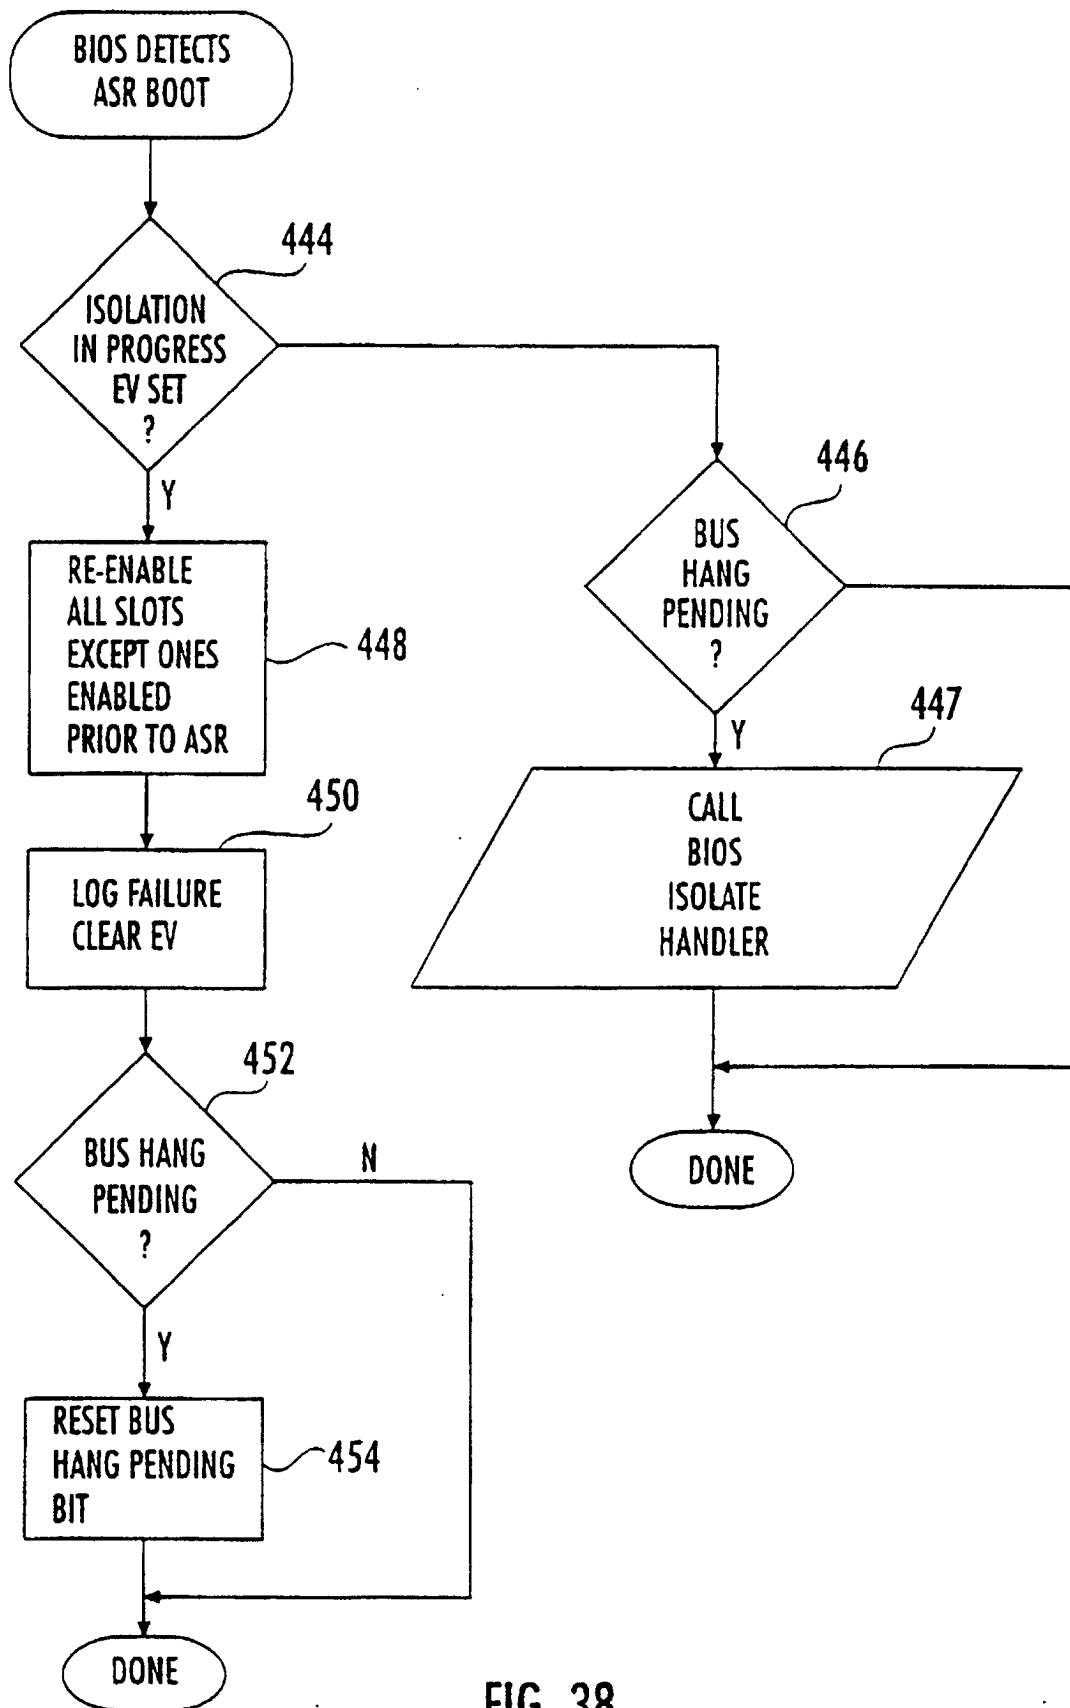 BIOS DETECTS
ASR BOOT
444
ISOLATION
IN PROGRESS
EV SET
?
Y
446
BUS
HANG
PENDING
?
Y
RE-ENABLE
ALL SLOTS
EXCEPT ONES
ENABLED
PRIOR TO ASR
448
447
CALL
BIOS
ISOLATE
HANDLER
450
LOG FAILURE
CLEAR EV
452
BUS HANG
PENDING
?
N
Y
DONE
RESET BUS
HANG PENDING
BIT
454
DONE
FIG. 38